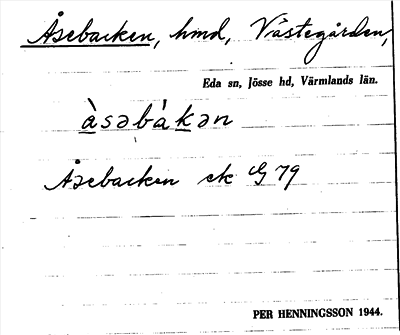 Åsebacken, hmd, Västegården,
Eda sn, Jösse hd, Värmlands län.
àsəbákən
Åsebacken ek G 79
PER HENNINGSSON 1944.